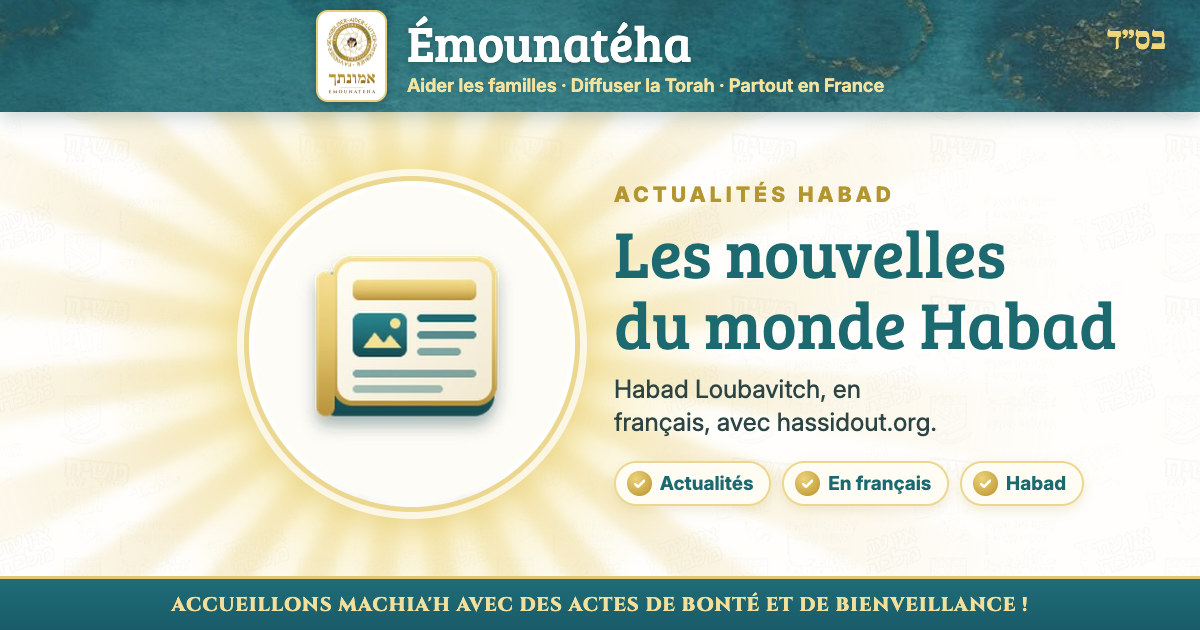 אמונתך
EMOUNATEHA
Émounatéha
Aider les familles · Diffuser la Torah · Partout en France
בס״ד
ACTUALITÉS HABAD
Les nouvelles
du monde Habad
Habad Loubavitch, en
français, avec hassidout.org.
Actualités
En français
Habad
ACCUEILLONS MACHIA'H AVEC DES ACTES DE BONTÉ ET DE BIENVEILLANCE !